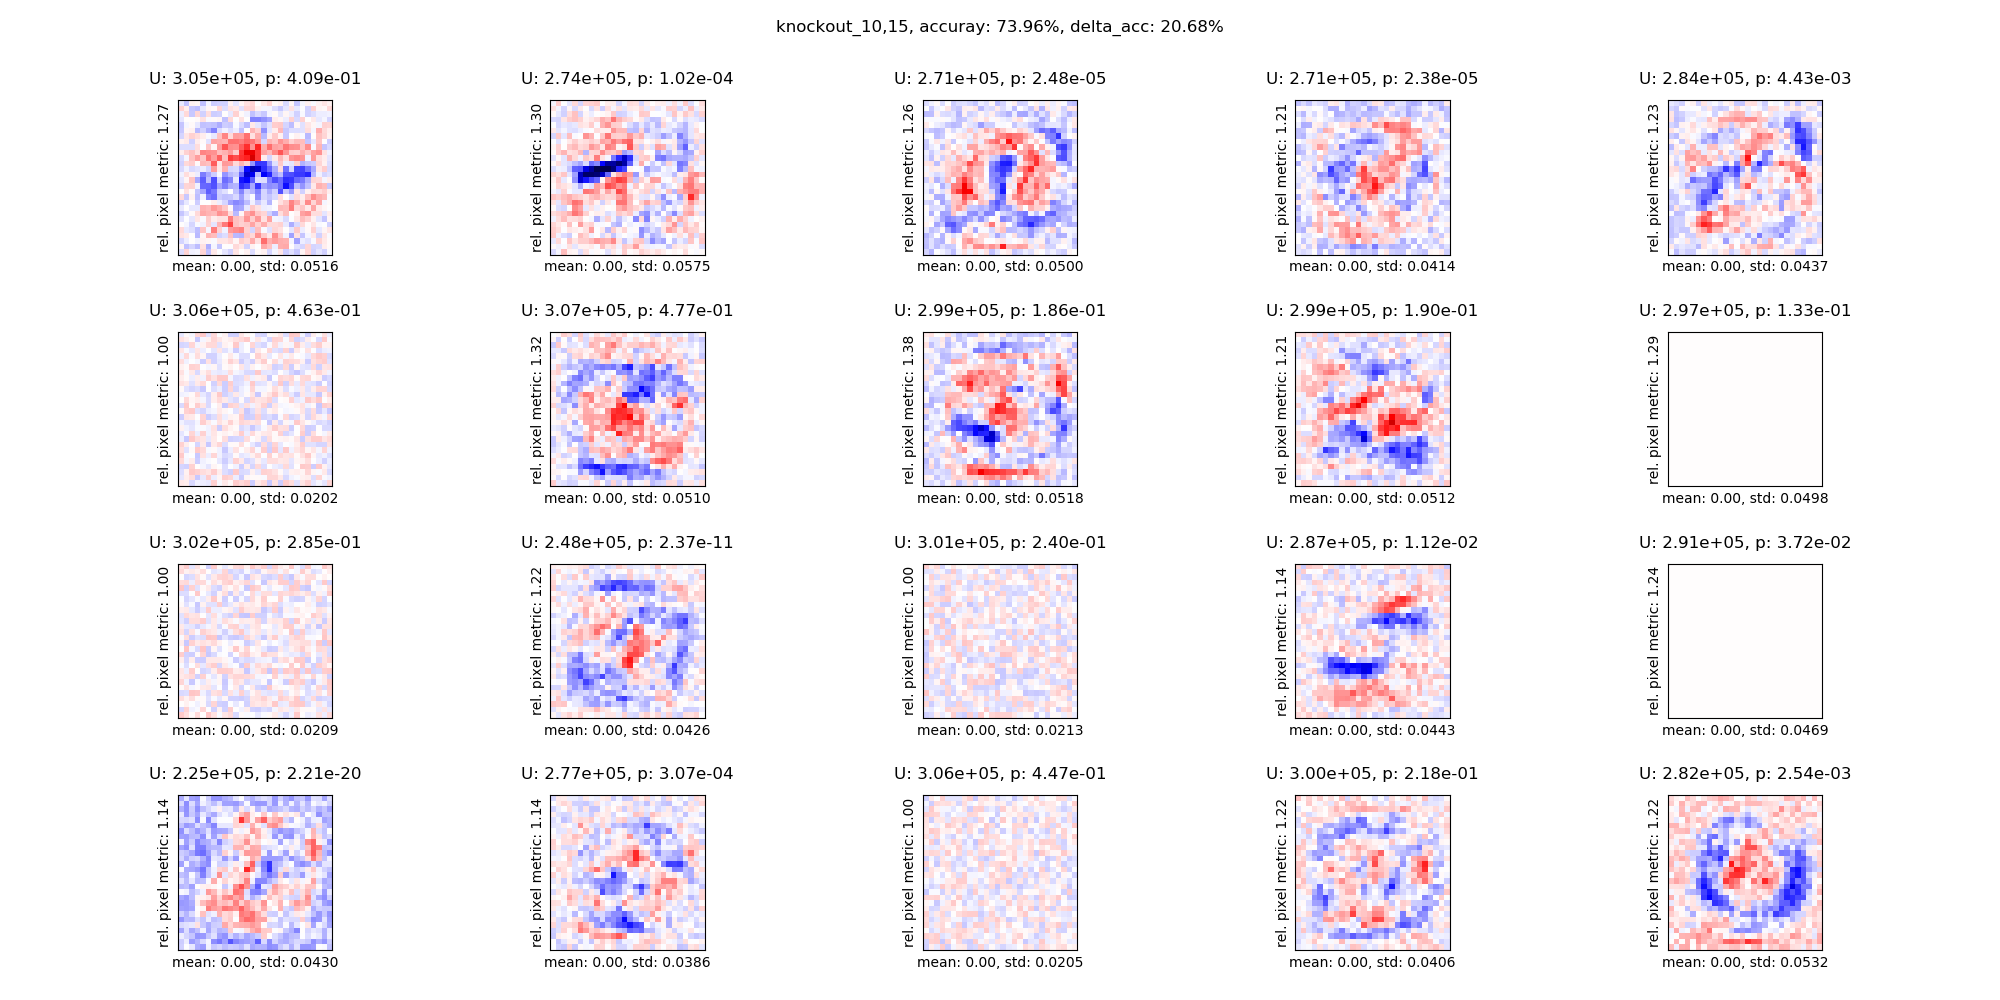 knockout_10,15, accuray: 73.96%, delta_acc: 20.68%
U: 3.05e+05, p: 4.09e-01
rel. pixel metric: 1.27
mean: 0.00, std: 0.0516
U: 2.74e+05, p: 1.02e-04
rel. pixel metric: 1.30
mean: 0.00, std: 0.0575
U: 2.71e+05, p: 2.48e-05
rel. pixel metric: 1.26
mean: 0.00, std: 0.0500
U: 2.71e+05, p: 2.38e-05
rel. pixel metric: 1.21
mean: 0.00, std: 0.0414
U: 2.84e+05, p: 4.43e-03
rel. pixel metric: 1.23
mean: 0.00, std: 0.0437
U: 3.06e+05, p: 4.63e-01
rel. pixel metric: 1.00
mean: 0.00, std: 0.0202
U: 3.07e+05, p: 4.77e-01
rel. pixel metric: 1.32
mean: 0.00, std: 0.0510
U: 2.99e+05, p: 1.86e-01
rel. pixel metric: 1.38
mean: 0.00, std: 0.0518
U: 2.99e+05, p: 1.90e-01
rel. pixel metric: 1.21
mean: 0.00, std: 0.0512
U: 2.97e+05, p: 1.33e-01
rel. pixel metric: 1.29
mean: 0.00, std: 0.0498
U: 3.02e+05, p: 2.85e-01
rel. pixel metric: 1.00
mean: 0.00, std: 0.0209
U: 2.48e+05, p: 2.37e-11
rel. pixel metric: 1.22
mean: 0.00, std: 0.0426
U: 3.01e+05, p: 2.40e-01
rel. pixel metric: 1.00
mean: 0.00, std: 0.0213
U: 2.87e+05, p: 1.12e-02
rel. pixel metric: 1.14
mean: 0.00, std: 0.0443
U: 2.91e+05, p: 3.72e-02
rel. pixel metric: 1.24
mean: 0.00, std: 0.0469
U: 2.25e+05, p: 2.21e-20
rel. pixel metric: 1.14
mean: 0.00, std: 0.0430
U: 2.77e+05, p: 3.07e-04
rel. pixel metric: 1.14
mean: 0.00, std: 0.0386
U: 3.06e+05, p: 4.47e-01
rel. pixel metric: 1.00
mean: 0.00, std: 0.0205
U: 3.00e+05, p: 2.18e-01
rel. pixel metric: 1.22
mean: 0.00, std: 0.0406
U: 2.82e+05, p: 2.54e-03
rel. pixel metric: 1.22
mean: 0.00, std: 0.0532